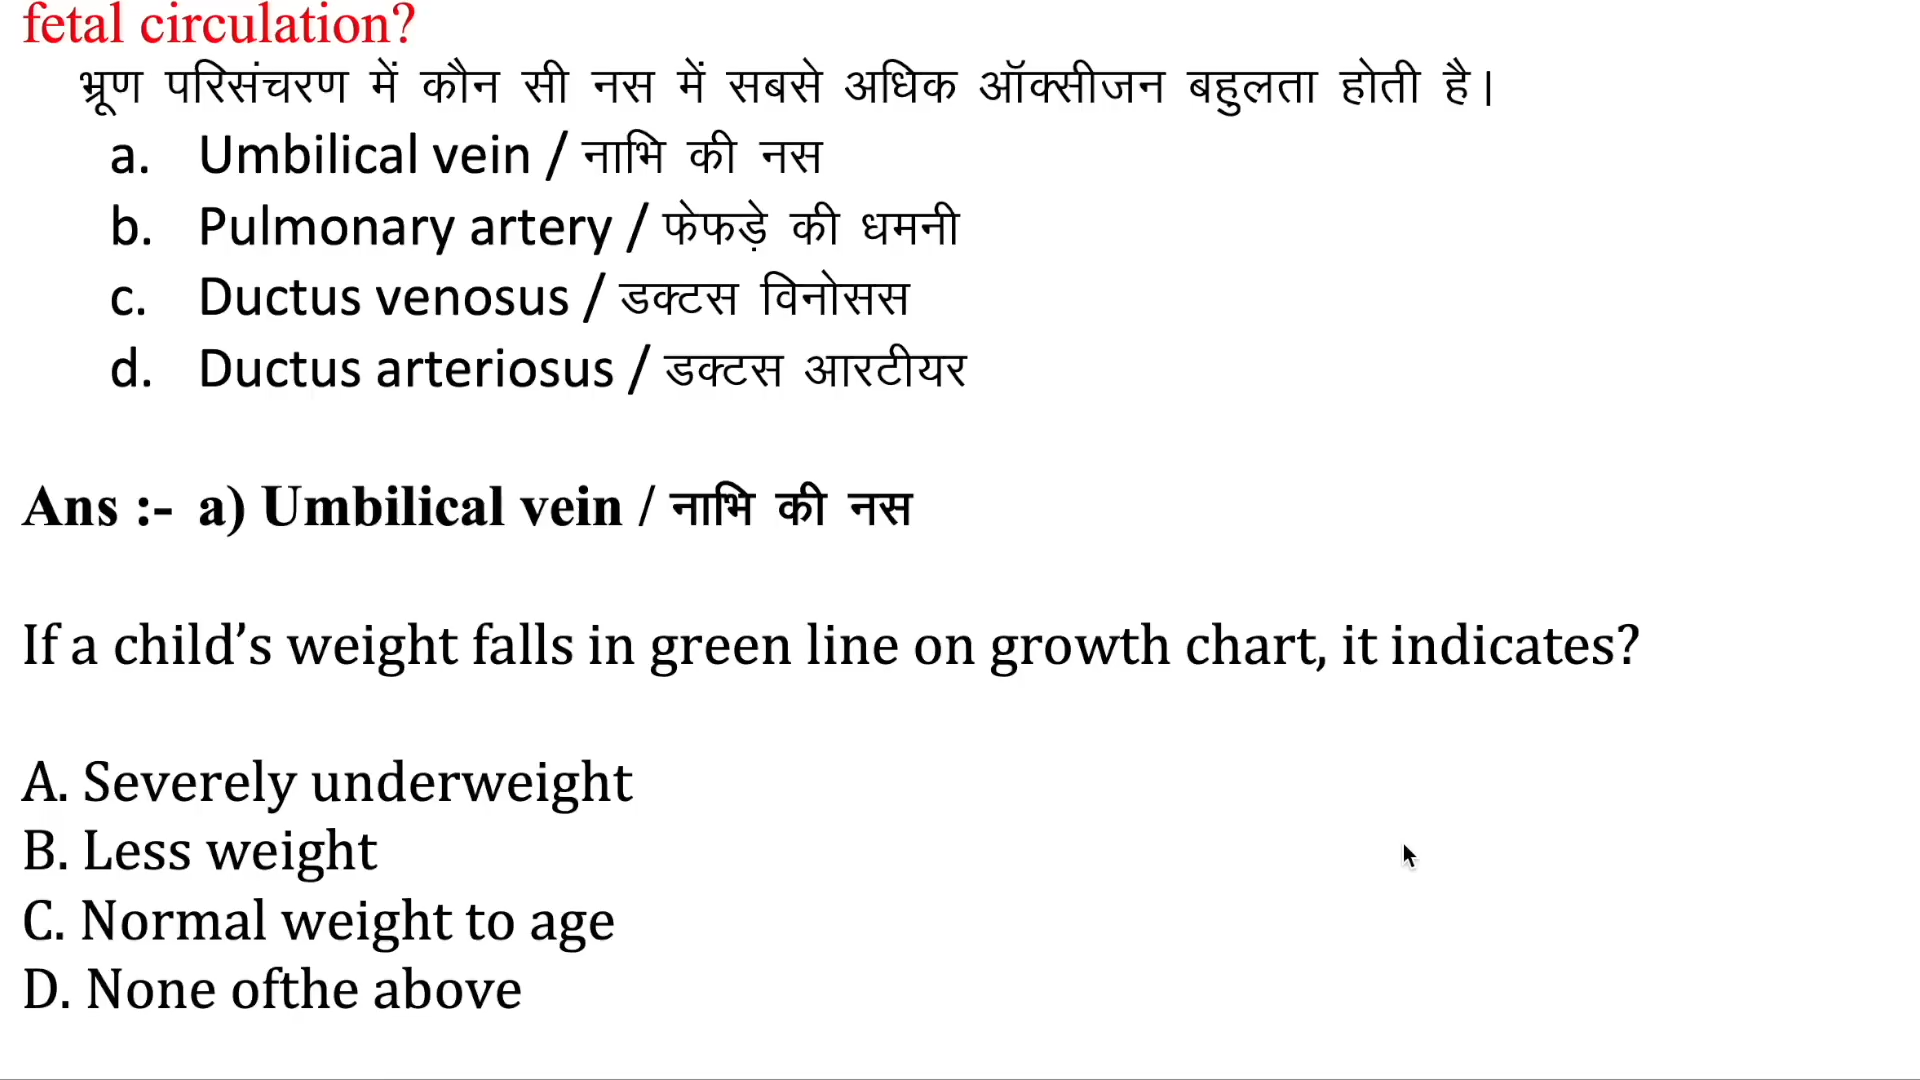 fetal circulation?
भ्रूण परिसंचरण में कौन सी नस में सबसे अधिक ऑक्सीजन बहुलता होती है।
a. Umbilical vein / नाभि की नस
b. Pulmonary artery / फेफड़े की धमनी
c. Ductus venosus / डक्टस विनोसस
d. Ductus arteriosus / डक्टस आरटीयर
Ans :- a) Umbilical vein / नाभि की नस
If a child’s weight falls in green line on growth chart, it indicates?
A. Severely underweight
B. Less weight
C. Normal weight to age
D. None ofthe above